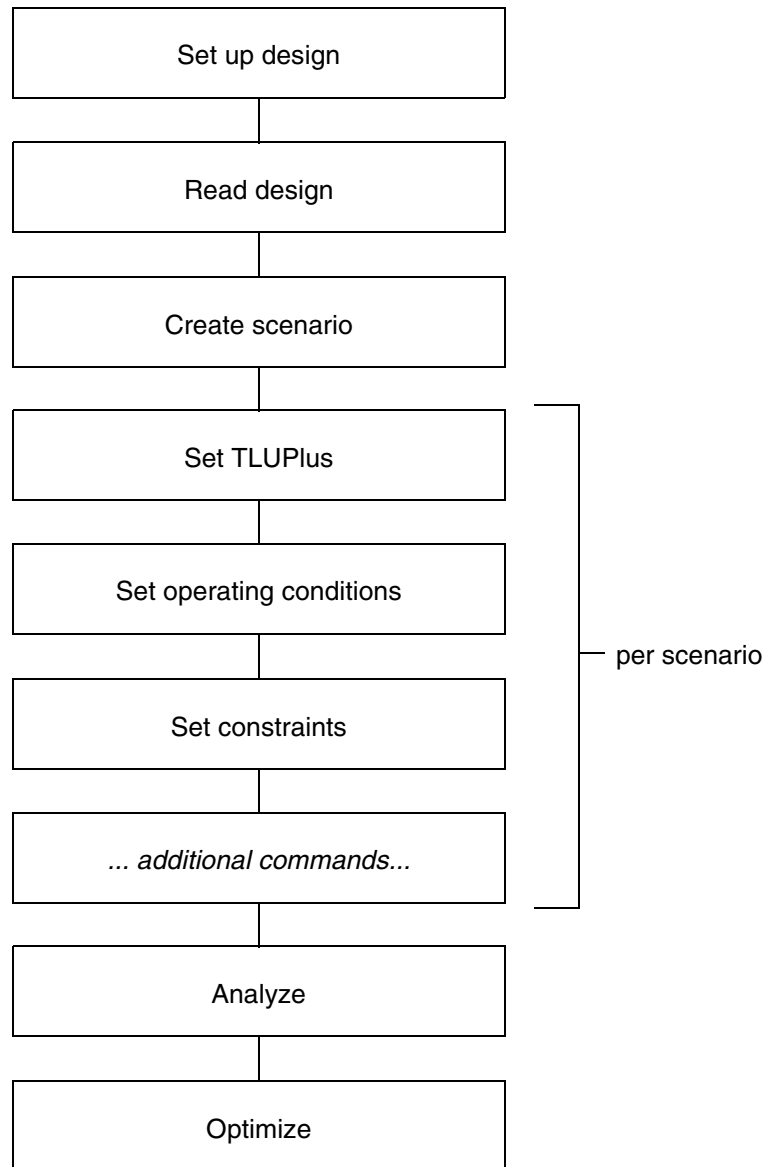 Set up design
Read design
Create scenario
Set TLUPlus
Set operating conditions
per scenario
Set constraints
... additional commands...
Analyze
Optimize